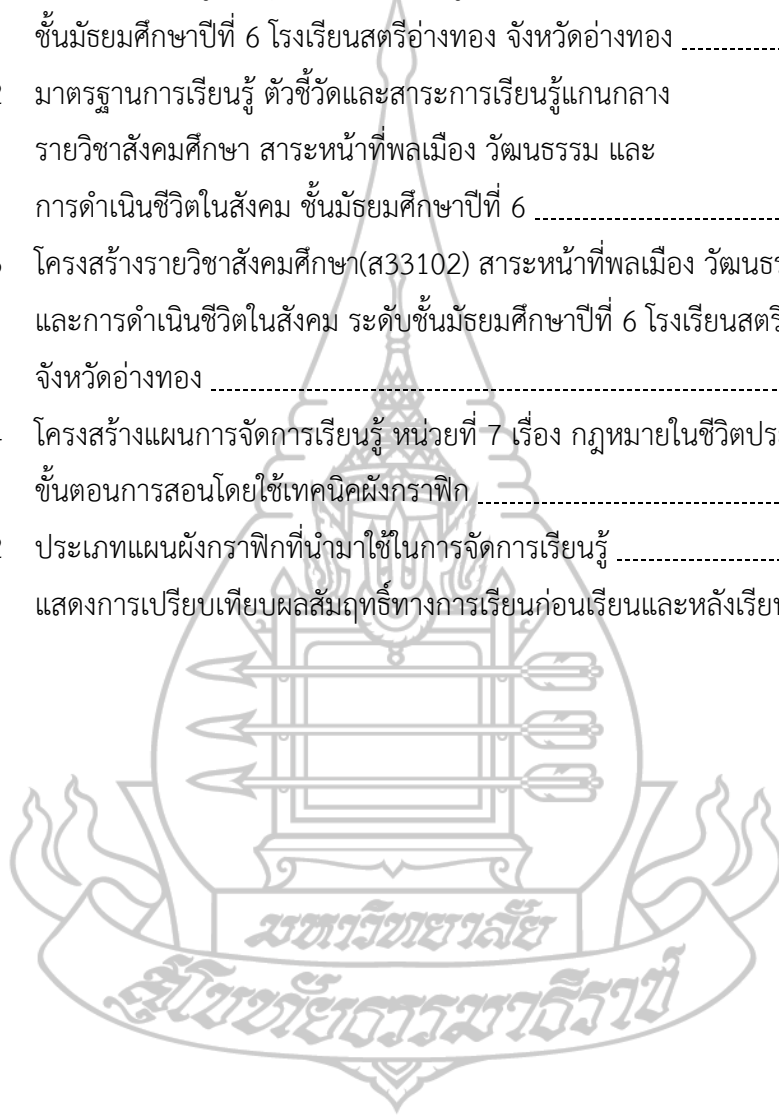 ชั้นมัธยมศึกษาปีที่ 6 โรงเรียนสตรีอ่างทอง จังหวัดอ่างทอง
2 มาตรฐานการเรียนรู้ ตัวชี้วัดและสาระการเรียนรู้แกนกลาง
รายวิชาสังคมศึกษา สาระหน้าที่พลเมือง วัฒนธรรม และ
การดำเนินชีวิตในสังคม ชั้นมัธยมศึกษาปีที่ 6
โครงสร้างรายวิชาสังคมศึกษา(ส33102) สาระหน้าที่พลเมือง
และการดำเนินชีวิตในสังคม ระดับชั้นมัธยมศึกษาปีที่ 6
จังหวัดอ่างทอง
โครงสร้างแผนการจัดการเรียนรู้ หน่วยที่ 7 เรื่อง กฎหมายในชีวิต
ขั้นตอนการสอนโดยใช้เทคนิคผังกราฟิก
2 ประเภทแผนผังกราฟิกที่นำมาใช้ในการจัดการเรียนรู้
แสดงการเปรียบเทียบผลสัมฤทธิ์ทางการเรียนก่อนเรียนและหลังเรียน
มหาวิทยาลัย
สุโขทัยธรรมาธิราช